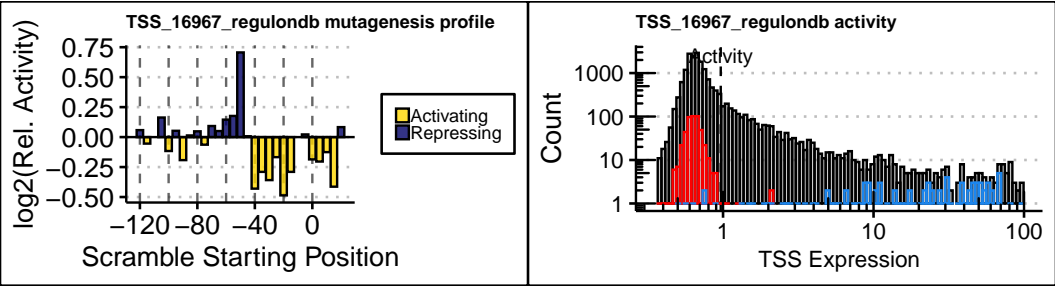 TSS_16967_regulondb mutagenesis profile
log2(Rel. Activity)
0.75
0.50
0.25
0.00
−0.25
−0.50
−120 −80 −40 0
Scramble Starting Position
Activating
Repressing
TSS_16967_regulondb activity
ctivity
Count
1000
100
10
1
1 10 100
TSS Expression